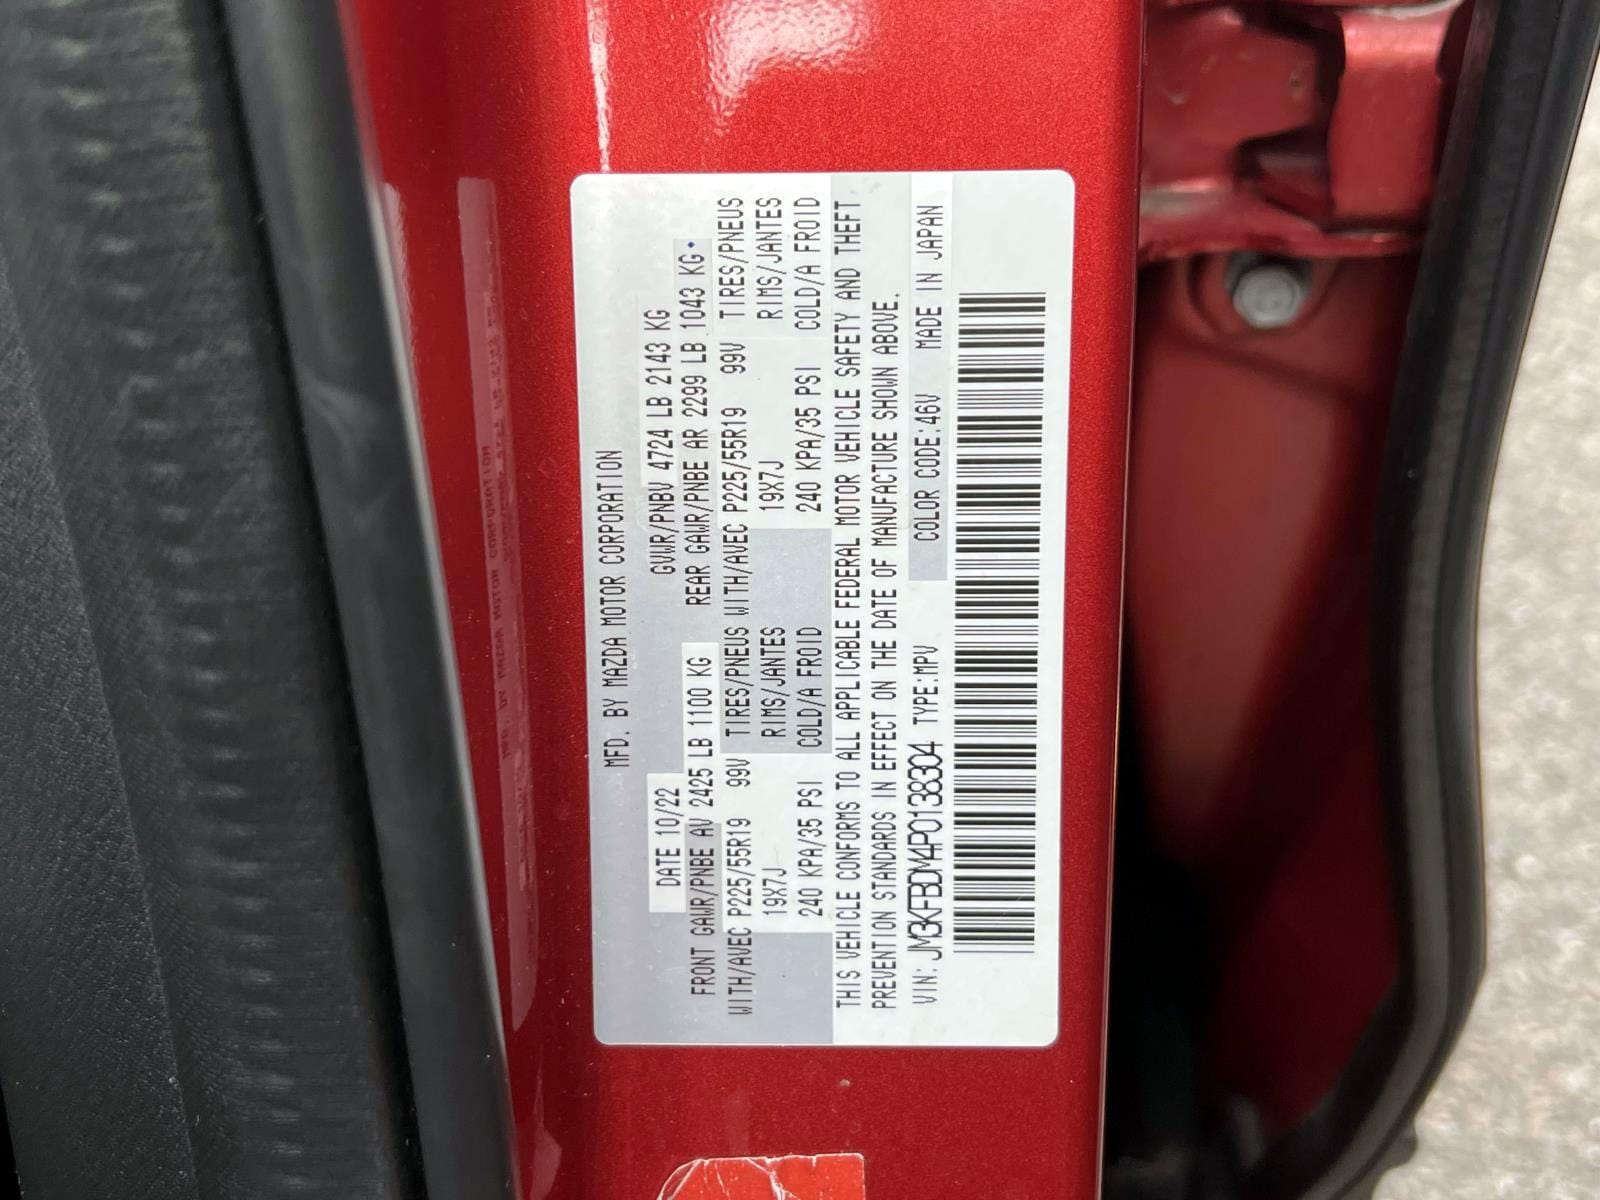 MFD. BY MAZDA MOTOR CORPORATION
DATE 10/22 GVWR/PNBV 4724 LB 2143 KG
FRONT GAWR/PNBE AV 2425 LB 1100 KG REAR GAWR/PNBE AR 2299 LB 1043 KG
WITH/AVEC P225/55R19 99V TIRES/PNEUS WITH/AVEC P225/55R19 99V TIRES/PNEUS
19X7J RIMS/JANTES 19X7J RIMS/JANTES
240 KPA/35 PSI COLD/A FROID 240 KPA/35 PSI COLD/A FROID
THIS VEHICLE CONFORMS TO ALL APPLICABLE FEDERAL MOTOR VEHICLE SAFETY AND THEFT
PREVENTION STANDARDS IN EFFECT ON THE DATE OF MANUFACTURE SHOWN ABOVE.
VIN: JM3KFBDM4P0138304 TYPE:MPV COLOR CODE:46V MADE IN JAPAN